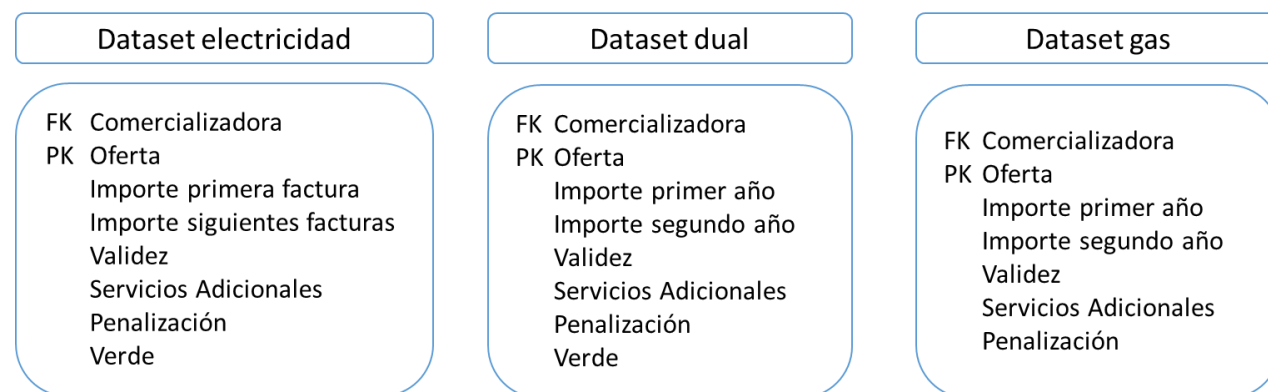 Dataset electricidad
FK Comercializadora
PK Oferta
Importe primera factura
Importe siguientes facturas
Validez
Servicios Adicionales
Penalización
Verde
Dataset dual
FK Comercializadora
PK Oferta
Importe primer año
Importe segundo año
Validez
Servicios Adicionales
Penalización
Verde
Dataset gas
FK Comercializadora
PK Oferta
Importe primer año
Importe segundo año
Validez
Servicios Adicionales
Penalización